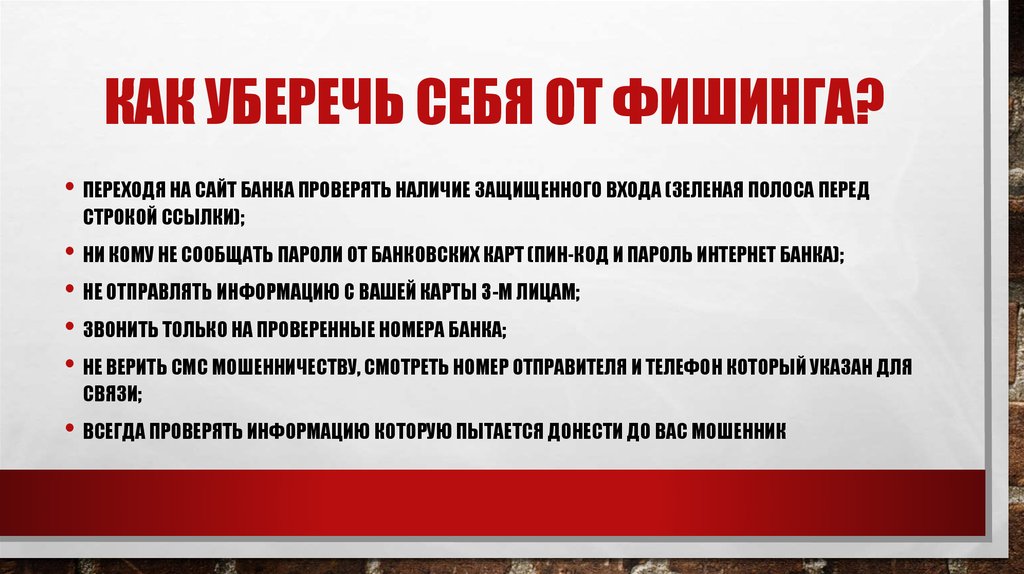 КАК УБЕРЕЧЬ СЕБЯ ОТ ФИШИНГА?
• ПЕРЕХОДЯ НА САЙТ БАНКА ПРОВЕРЯТЬ НАЛИЧИЕ ЗАЩИЩЕННОГО ВХОДА (ЗЕЛЕНАЯ ПОЛОСА ПЕРЕД
СТРОКОЙ ССЫЛКИ);
• НИ КОМУ НЕ СООБЩАТЬ ПАРОЛИ ОТ БАНКОВСКИХ КАРТ (ПИН-КОД И ПАРОЛЬ ИНТЕРНЕТ БАНКА);
• НЕ ОТПРАВЛЯТЬ ИНФОРМАЦИЮ С ВАШЕЙ КАРТЫ 3-М ЛИЦАМ;
• ЗВОНИТЬ ТОЛЬКО НА ПРОВЕРЕННЫЕ НОМЕРА БАНКА;
• НЕ ВЕРИТЬ СМС МОШЕННИЧЕСТВУ, СМОТРЕТЬ НОМЕР ОТПРАВИТЕЛЯ И ТЕЛЕФОН КОТОРЫЙ УКАЗАН ДЛЯ
СВЯЗИ;
• ВСЕГДА ПРОВЕРЯТЬ ИНФОРМАЦИЮ КОТОРУЮ ПЫТАЕТСЯ ДОНЕСТИ ДО ВАС МОШЕННИК